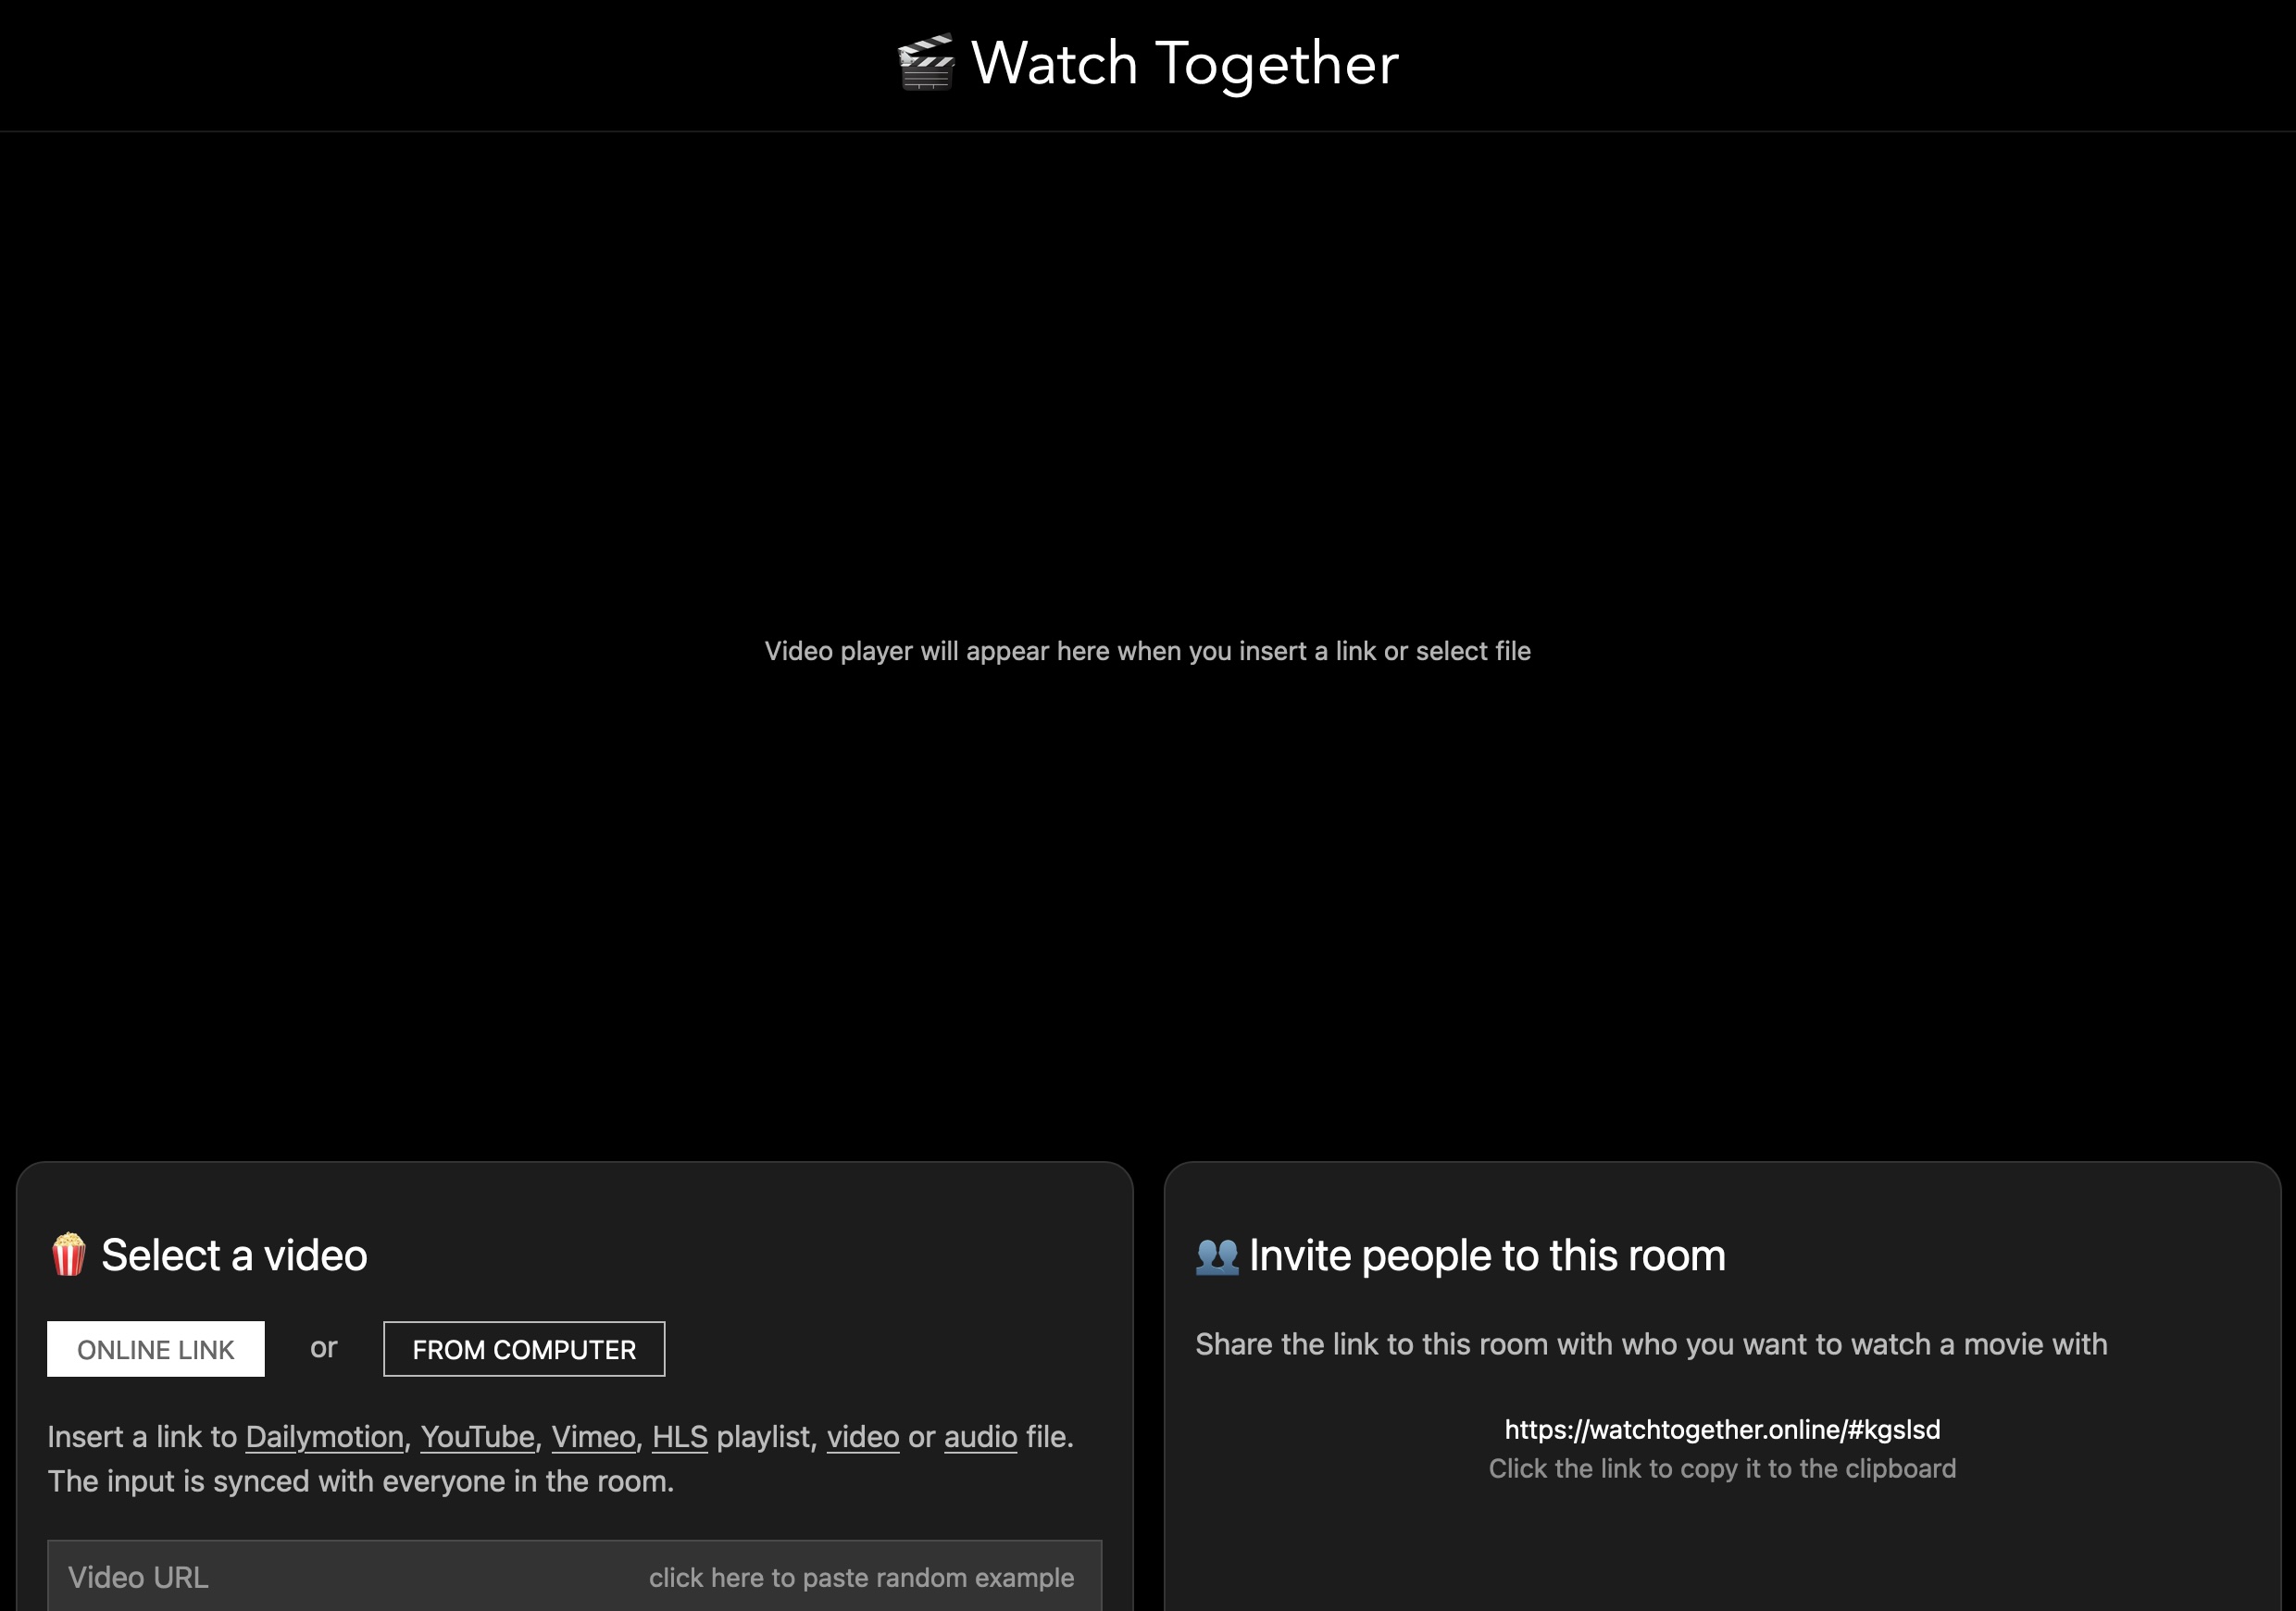 Watch Together
Video player will appear here when you insert a link or select file
Select a video
ONLINE LINK or FROM COMPUTER
Insert a link to Dailymotion, YouTube, Vimeo, HLS playlist, video or audio file.
The input is synced with everyone in the room.
Video URL click here to paste random example
Invite people to this room
Share the link to this room with who you want to watch a movie with
https://watchtogether.online/#kgslsd
Click the link to copy it to the clipboard